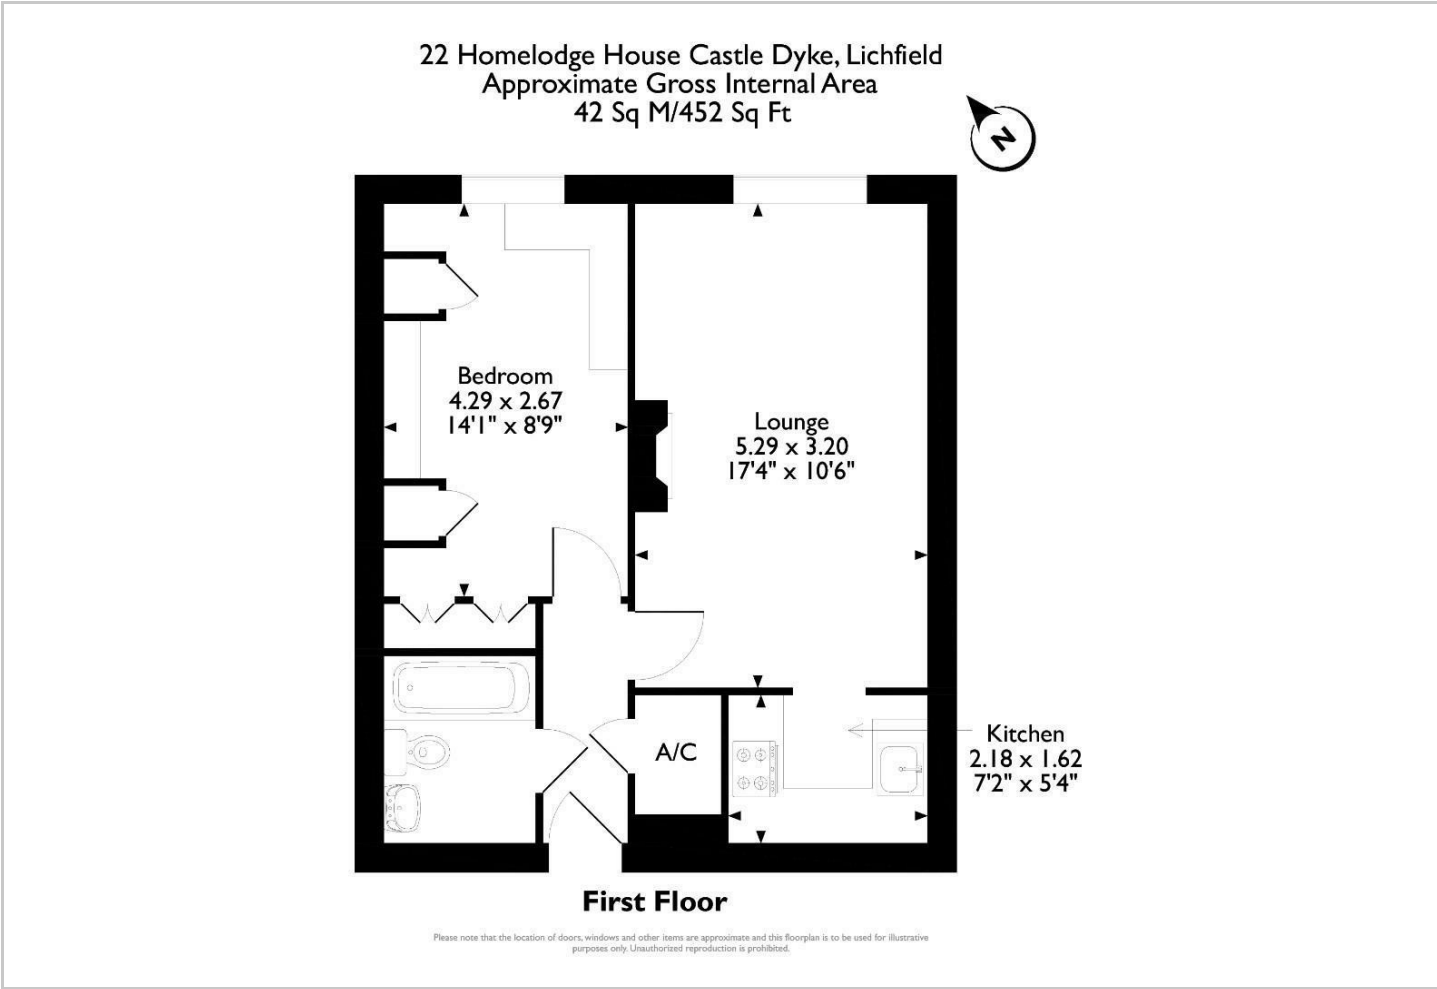 22 Homelodge House Castle Dyke, Lichfield
Approximate Gross Internal Area
42 Sq M/452 Sq Ft
N
Bedroom
4.29 x 2.67
14'1" x 8'9"
Lounge
5.29 x 3.20
17'4" x 10'6"
A/C
Kitchen
2.18 x 1.62
7'2" x 5'4"
First Floor
Please note that the location of doors, windows and other items are approximate and this floorplan is to be used for illustrative
purposes only. Unauthorized reproduction is prohibited.